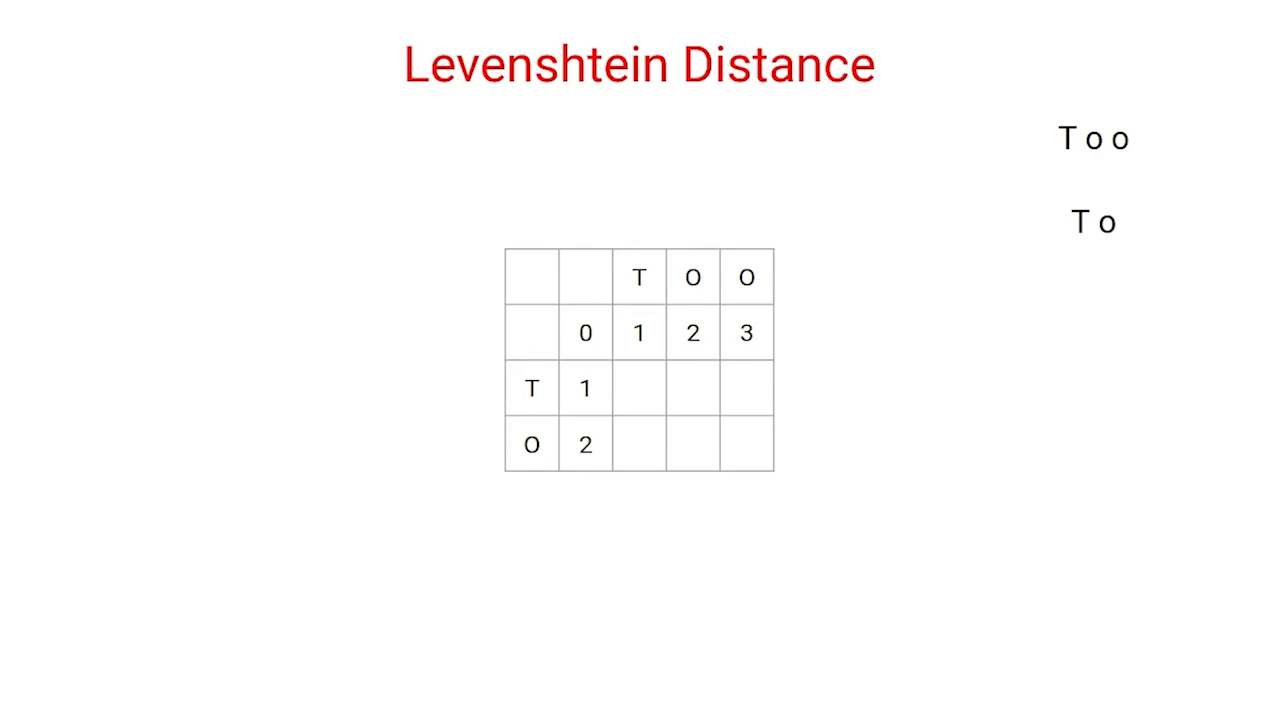 Levenshtein Distance
T o o
T o
T O O
0 1 2 3
T 1
O 2